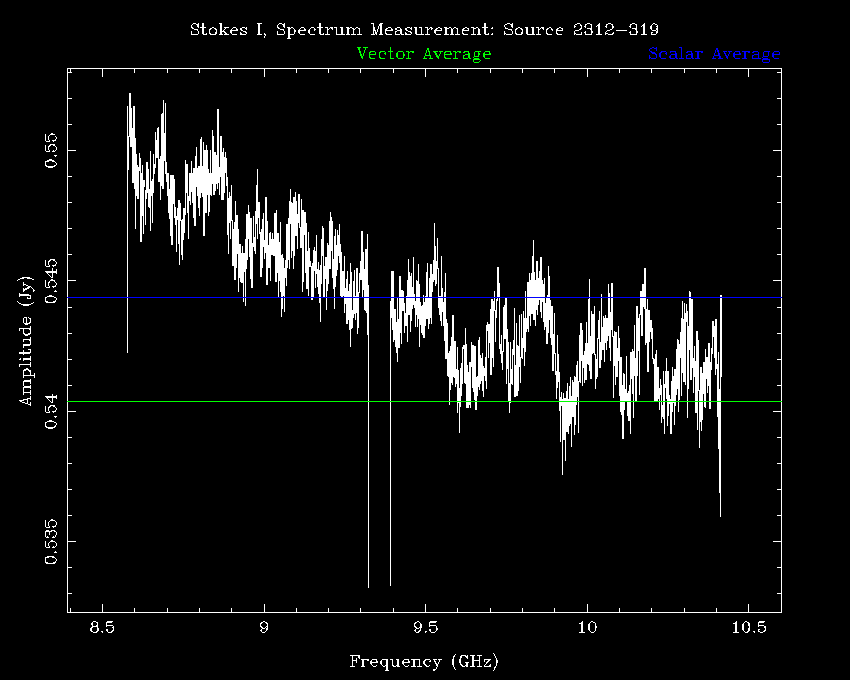 Stokes I, Spectrum Measurement: Source 2312-319
Vector Average Scalar Average
0.55
0.545
0.54
0.535
Amplitude (Jy)
8.5 9 9.5 10 10.5
Frequency (GHz)